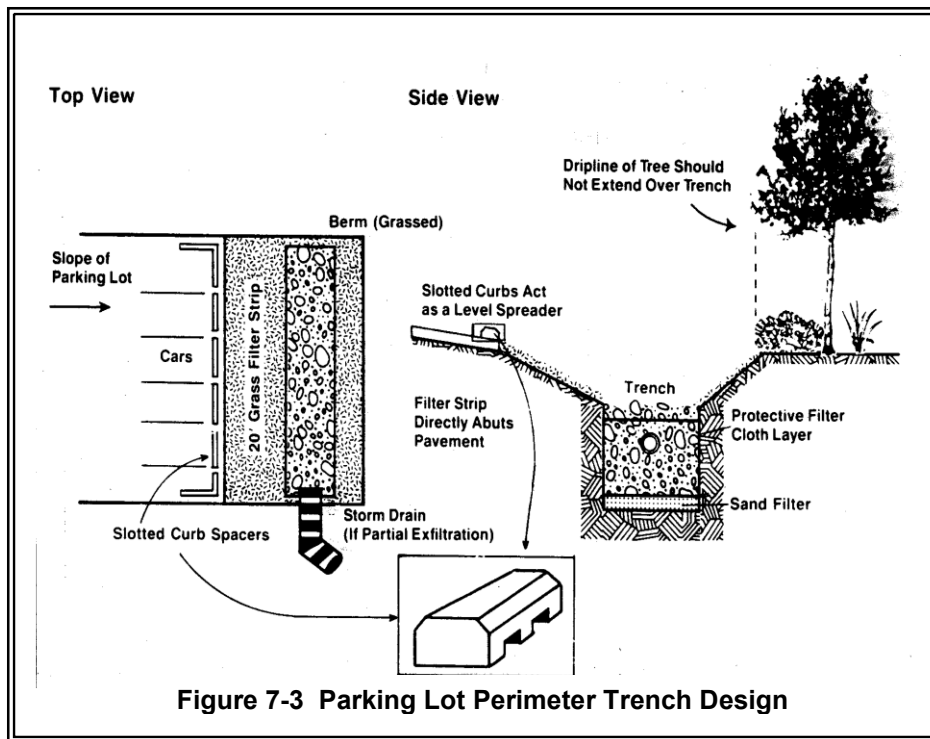 Top View
Side View
Dripline of Tree Should
Not Extend Over Trench
Berm (Grassed)
Slope of
Parking Lot
Cars
20' Grass Filter Strip
Slotted Curbs Act
as a Level Spreader
Trench
Filter Strip
Directly Abuts
Pavement
Protective Filter
Cloth Layer
Sand Filter
Storm Drain
(If Partial Exfiltration)
Slotted Curb Spacers
Figure 7-3 Parking Lot Perimeter Trench Design